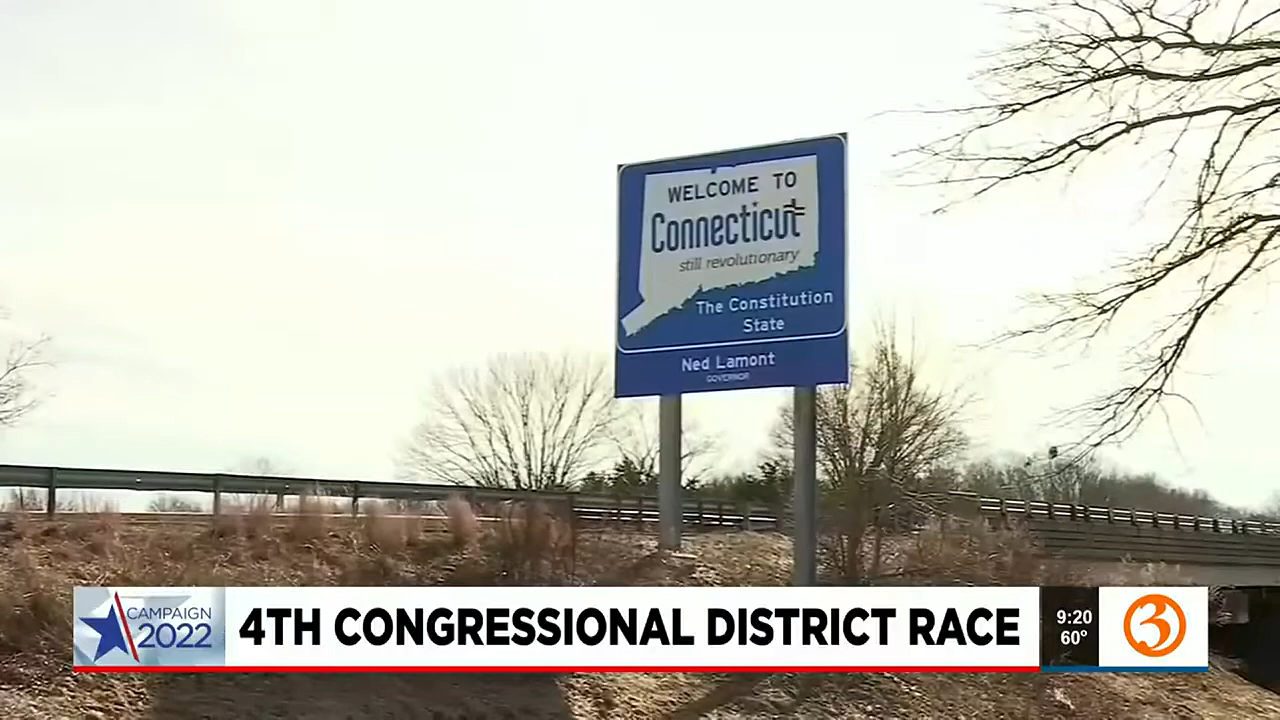 WELCOME TO
Connecticut
still revolutionary
The Constitution
State
Ned Lamont
GOVERNOR
CAMPAIGN
2022
4TH CONGRESSIONAL DISTRICT RACE
9:20
60°
3